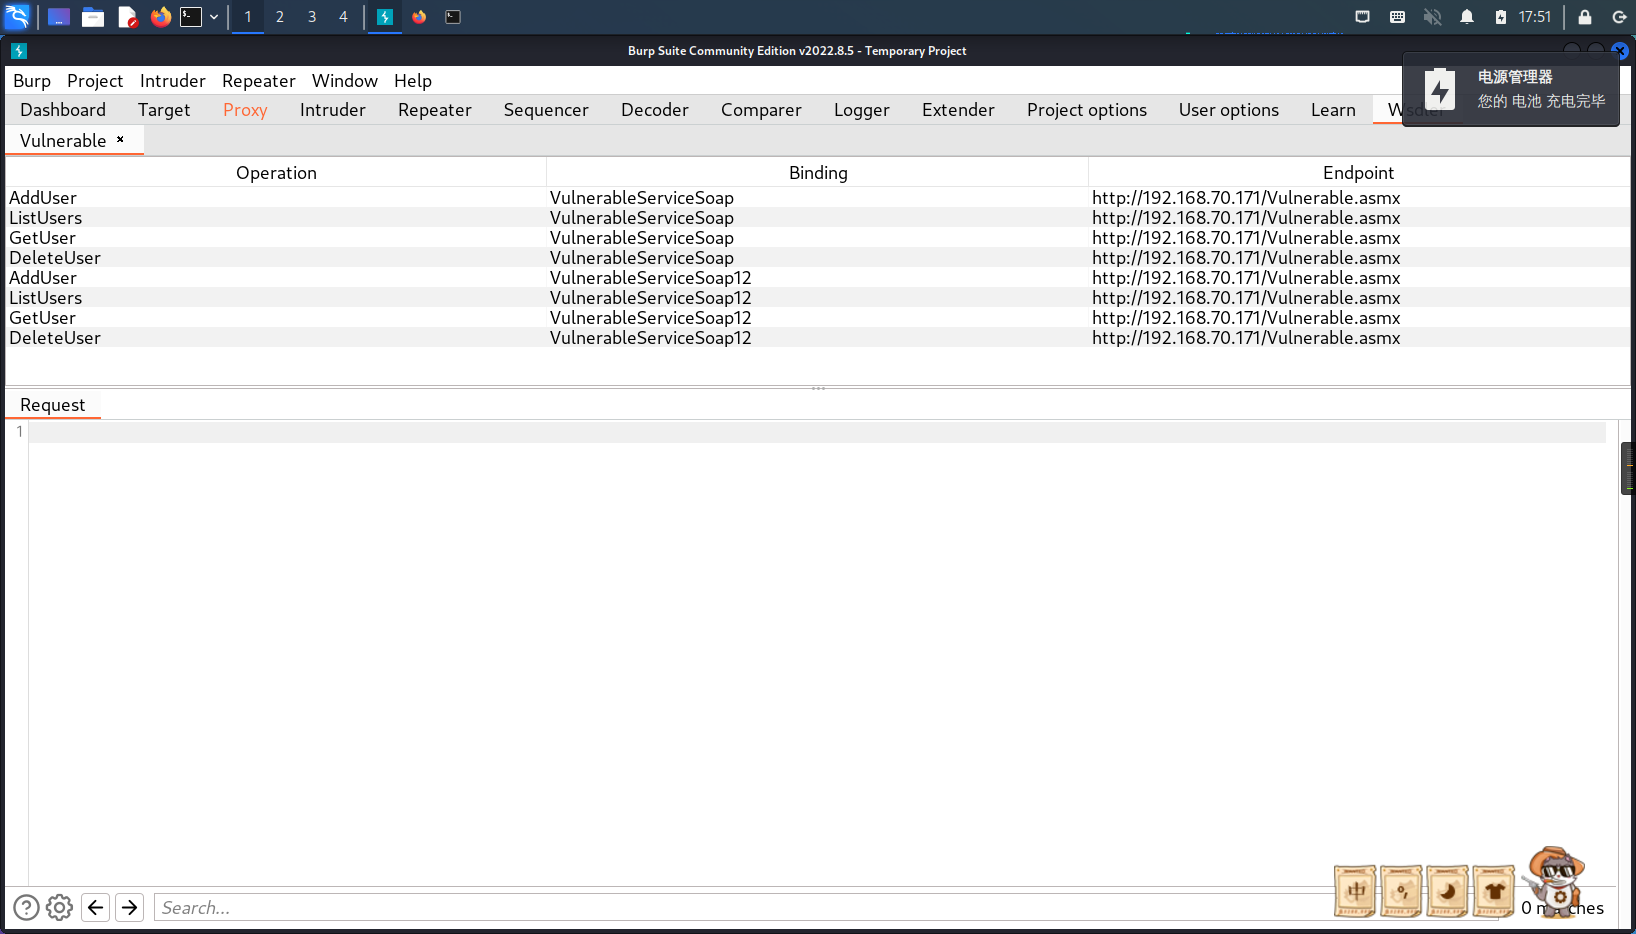 1 2 3 4 17:51
Burp Suite Community Edition v2022.8.5 - Temporary Project
Burp Project Intruder Repeater Window Help
电源管理器
您的 电池 充电完毕
Dashboard Target Proxy Intruder Repeater Sequencer Decoder Comparer Logger Extender Project options User options Learn Wsdler
Vulnerable ×
Operation Binding Endpoint
AddUser VulnerableServiceSoap http://192.168.70.171/Vulnerable.asmx
ListUsers VulnerableServiceSoap http://192.168.70.171/Vulnerable.asmx
GetUser VulnerableServiceSoap http://192.168.70.171/Vulnerable.asmx
DeleteUser VulnerableServiceSoap http://192.168.70.171/Vulnerable.asmx
AddUser VulnerableServiceSoap12 http://192.168.70.171/Vulnerable.asmx
ListUsers VulnerableServiceSoap12 http://192.168.70.171/Vulnerable.asmx
GetUser VulnerableServiceSoap12 http://192.168.70.171/Vulnerable.asmx
DeleteUser VulnerableServiceSoap12 http://192.168.70.171/Vulnerable.asmx
Request
1
中
Search... 0 matches